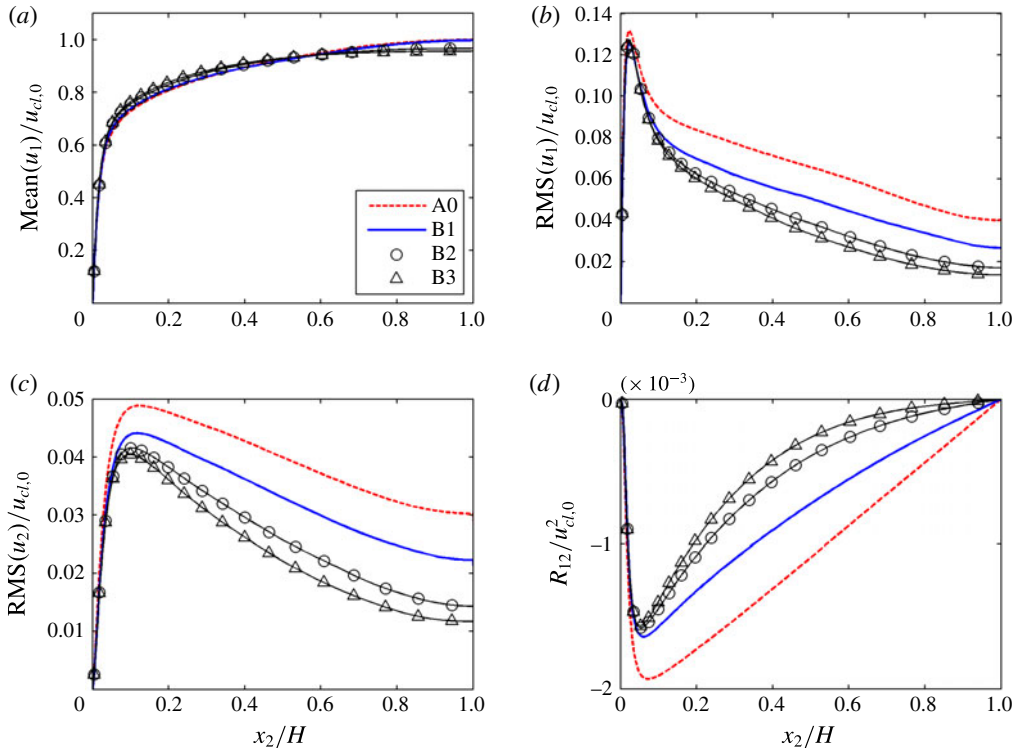 (a)
1.0
0.8
0.6
0.4
0.2
Mean(u1)/ucl,0
A0
B1
B2
B3
0 0.2 0.4 0.6 0.8 1.0
(b)
0.14
0.12
0.10
0.08
0.06
0.04
0.02
RMS(u1)/ucl,0
0 0.2 0.4 0.6 0.8 1.0
(c)
0.05
0.04
0.03
0.02
0.01
RMS(u2)/ucl,0
0 0.2 0.4 0.6 0.8 1.0
x2/H
(d)
(× 10−3)
0
−1
−2
R12/u2cl,0
0 0.2 0.4 0.6 0.8 1.0
x2/H